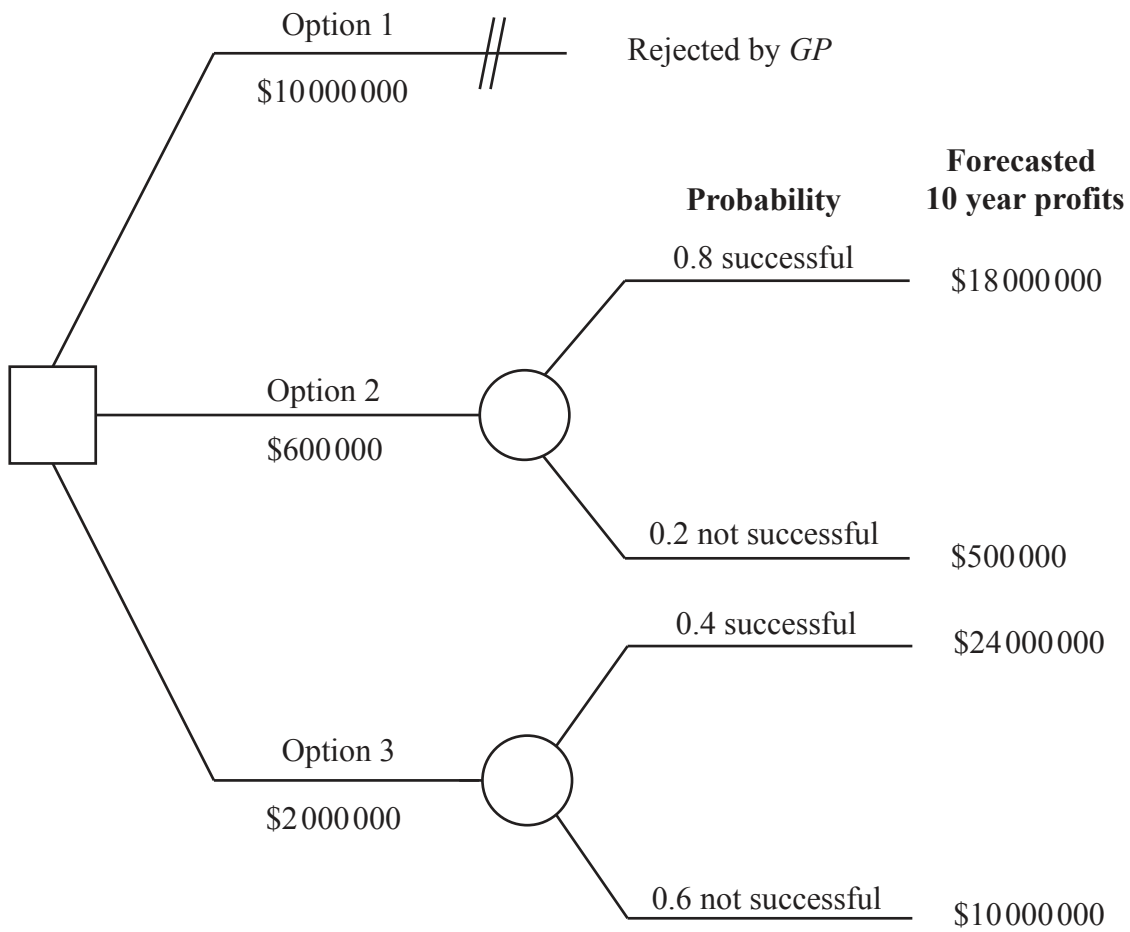 Option 1
$10 000 000
Rejected by GP
Forecasted
10 year profits
Probability
0.8 successful
$18 000 000
Option 2
$600 000
0.2 not successful
$500 000
0.4 successful
$24 000 000
Option 3
$2 000 000
0.6 not successful
$10 000 000